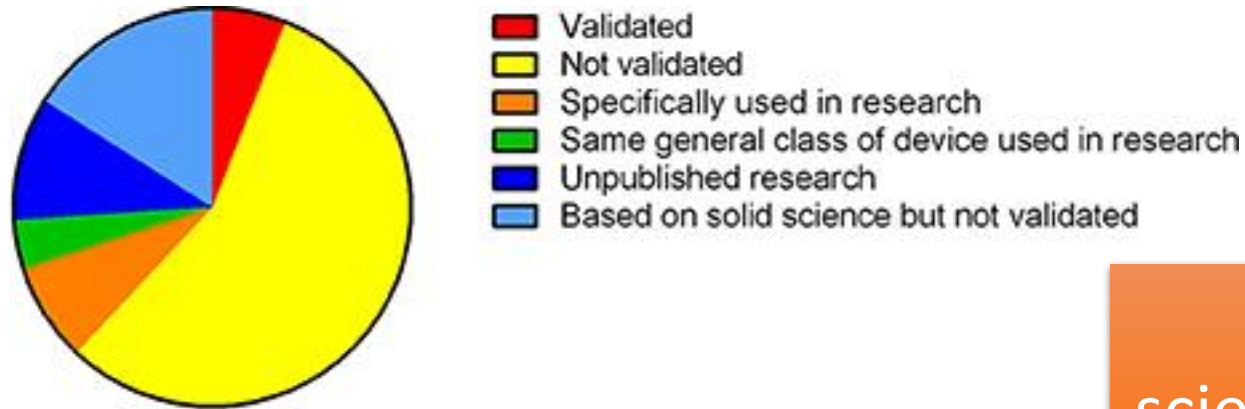 Validated
Not validated
Specifically used in research
Same general class of device used in research
Unpublished research
Based on solid science but not validated